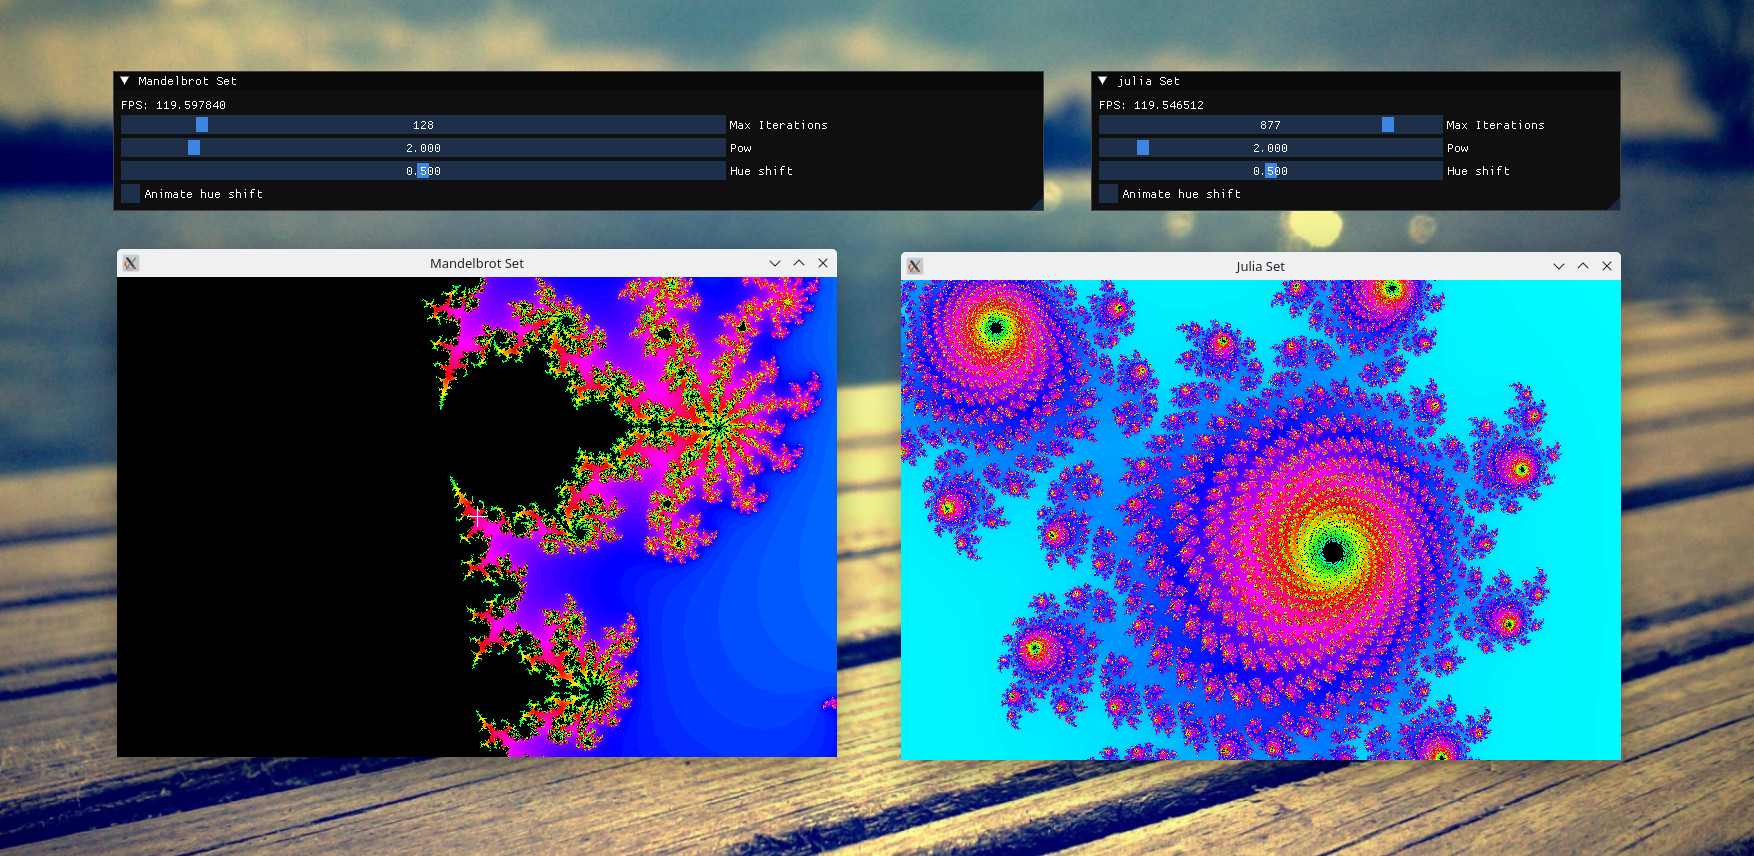 Mandelbrot Set
FPS: 119.597840
128 Max Iterations
2.000 Pow
0.500 Hue shift
Animate hue shift
julia Set
FPS: 119.546512
877 Max Iterations
2.000 Pow
0.500 Hue shift
Animate hue shift
Mandelbrot Set
Julia Set